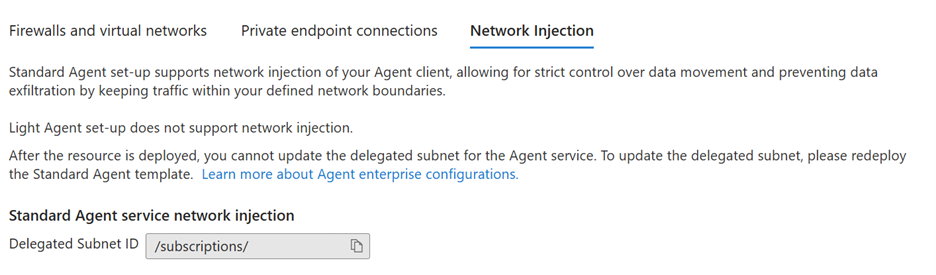 Firewalls and virtual networks Private endpoint connections Network Injection
Standard Agent set-up supports network injection of your Agent client, allowing for strict control over data movement and preventing data
exfiltration by keeping traffic within your defined network boundaries.
Light Agent set-up does not support network injection.
After the resource is deployed, you cannot update the delegated subnet for the Agent service. To update the delegated subnet, please redeploy
the Standard Agent template. Learn more about Agent enterprise configurations.
Standard Agent service network injection
Delegated Subnet ID /subscriptions/